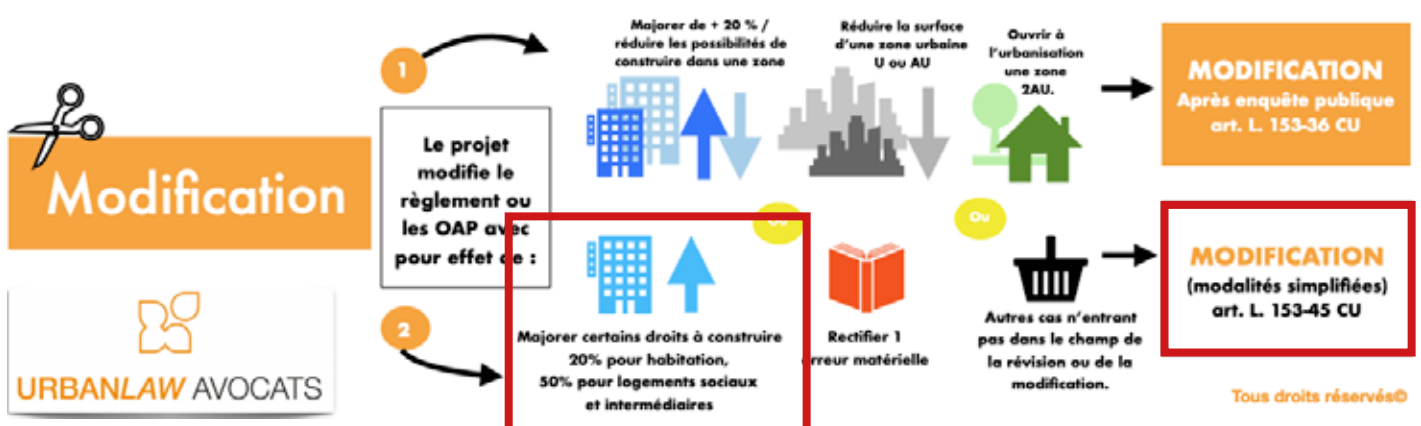 Modification
URBANLAW AVOCATS
1
Le projet
modifie le
règlement ou
les OAP avec
pour effet de :
2
Majorer de + 20 % /
réduire les possibilités de
construire dans une zone
Réduire la surface
d'une zone urbaine
U ou AU
Ouvrir à
l'urbanisation
une zone
2AU.
MODIFICATION
Après enquête publique
art. L. 153-36 CU
Ou
Majorer certains droits à construire
20% pour habitation,
50% pour logements sociaux
et intermédiaires
Rectifier 1
erreur matérielle
Autres cas n'entrant
pas dans le champ de
la révision ou de la
modification.
MODIFICATION
(modalités simplifiées)
art. L. 153-45 CU
Tous droits réservés©